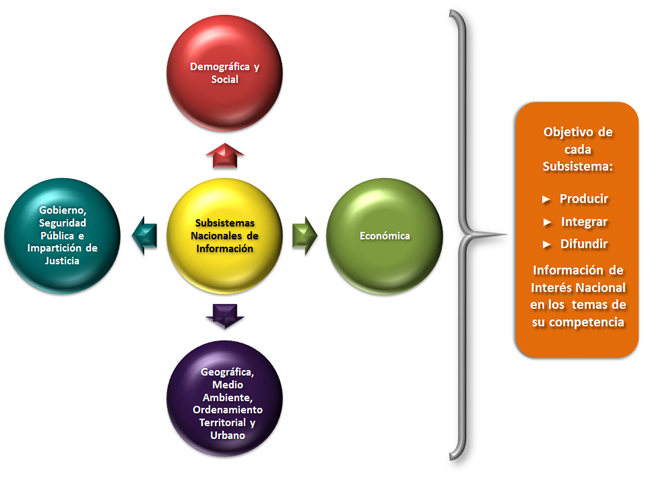 Demográfica y
Social
Gobierno,
Seguridad
Pública e
Impartición de
Justicia
Subsistemas
Nacionales de
Información
Económica
Geográfica,
Medio
Ambiente,
Ordenamiento
Territorial y
Urbano
Objetivo de
cada
Subsistema:
► Producir
► Integrar
► Difundir
Información de
Interés Nacional
en los temas de
su competencia